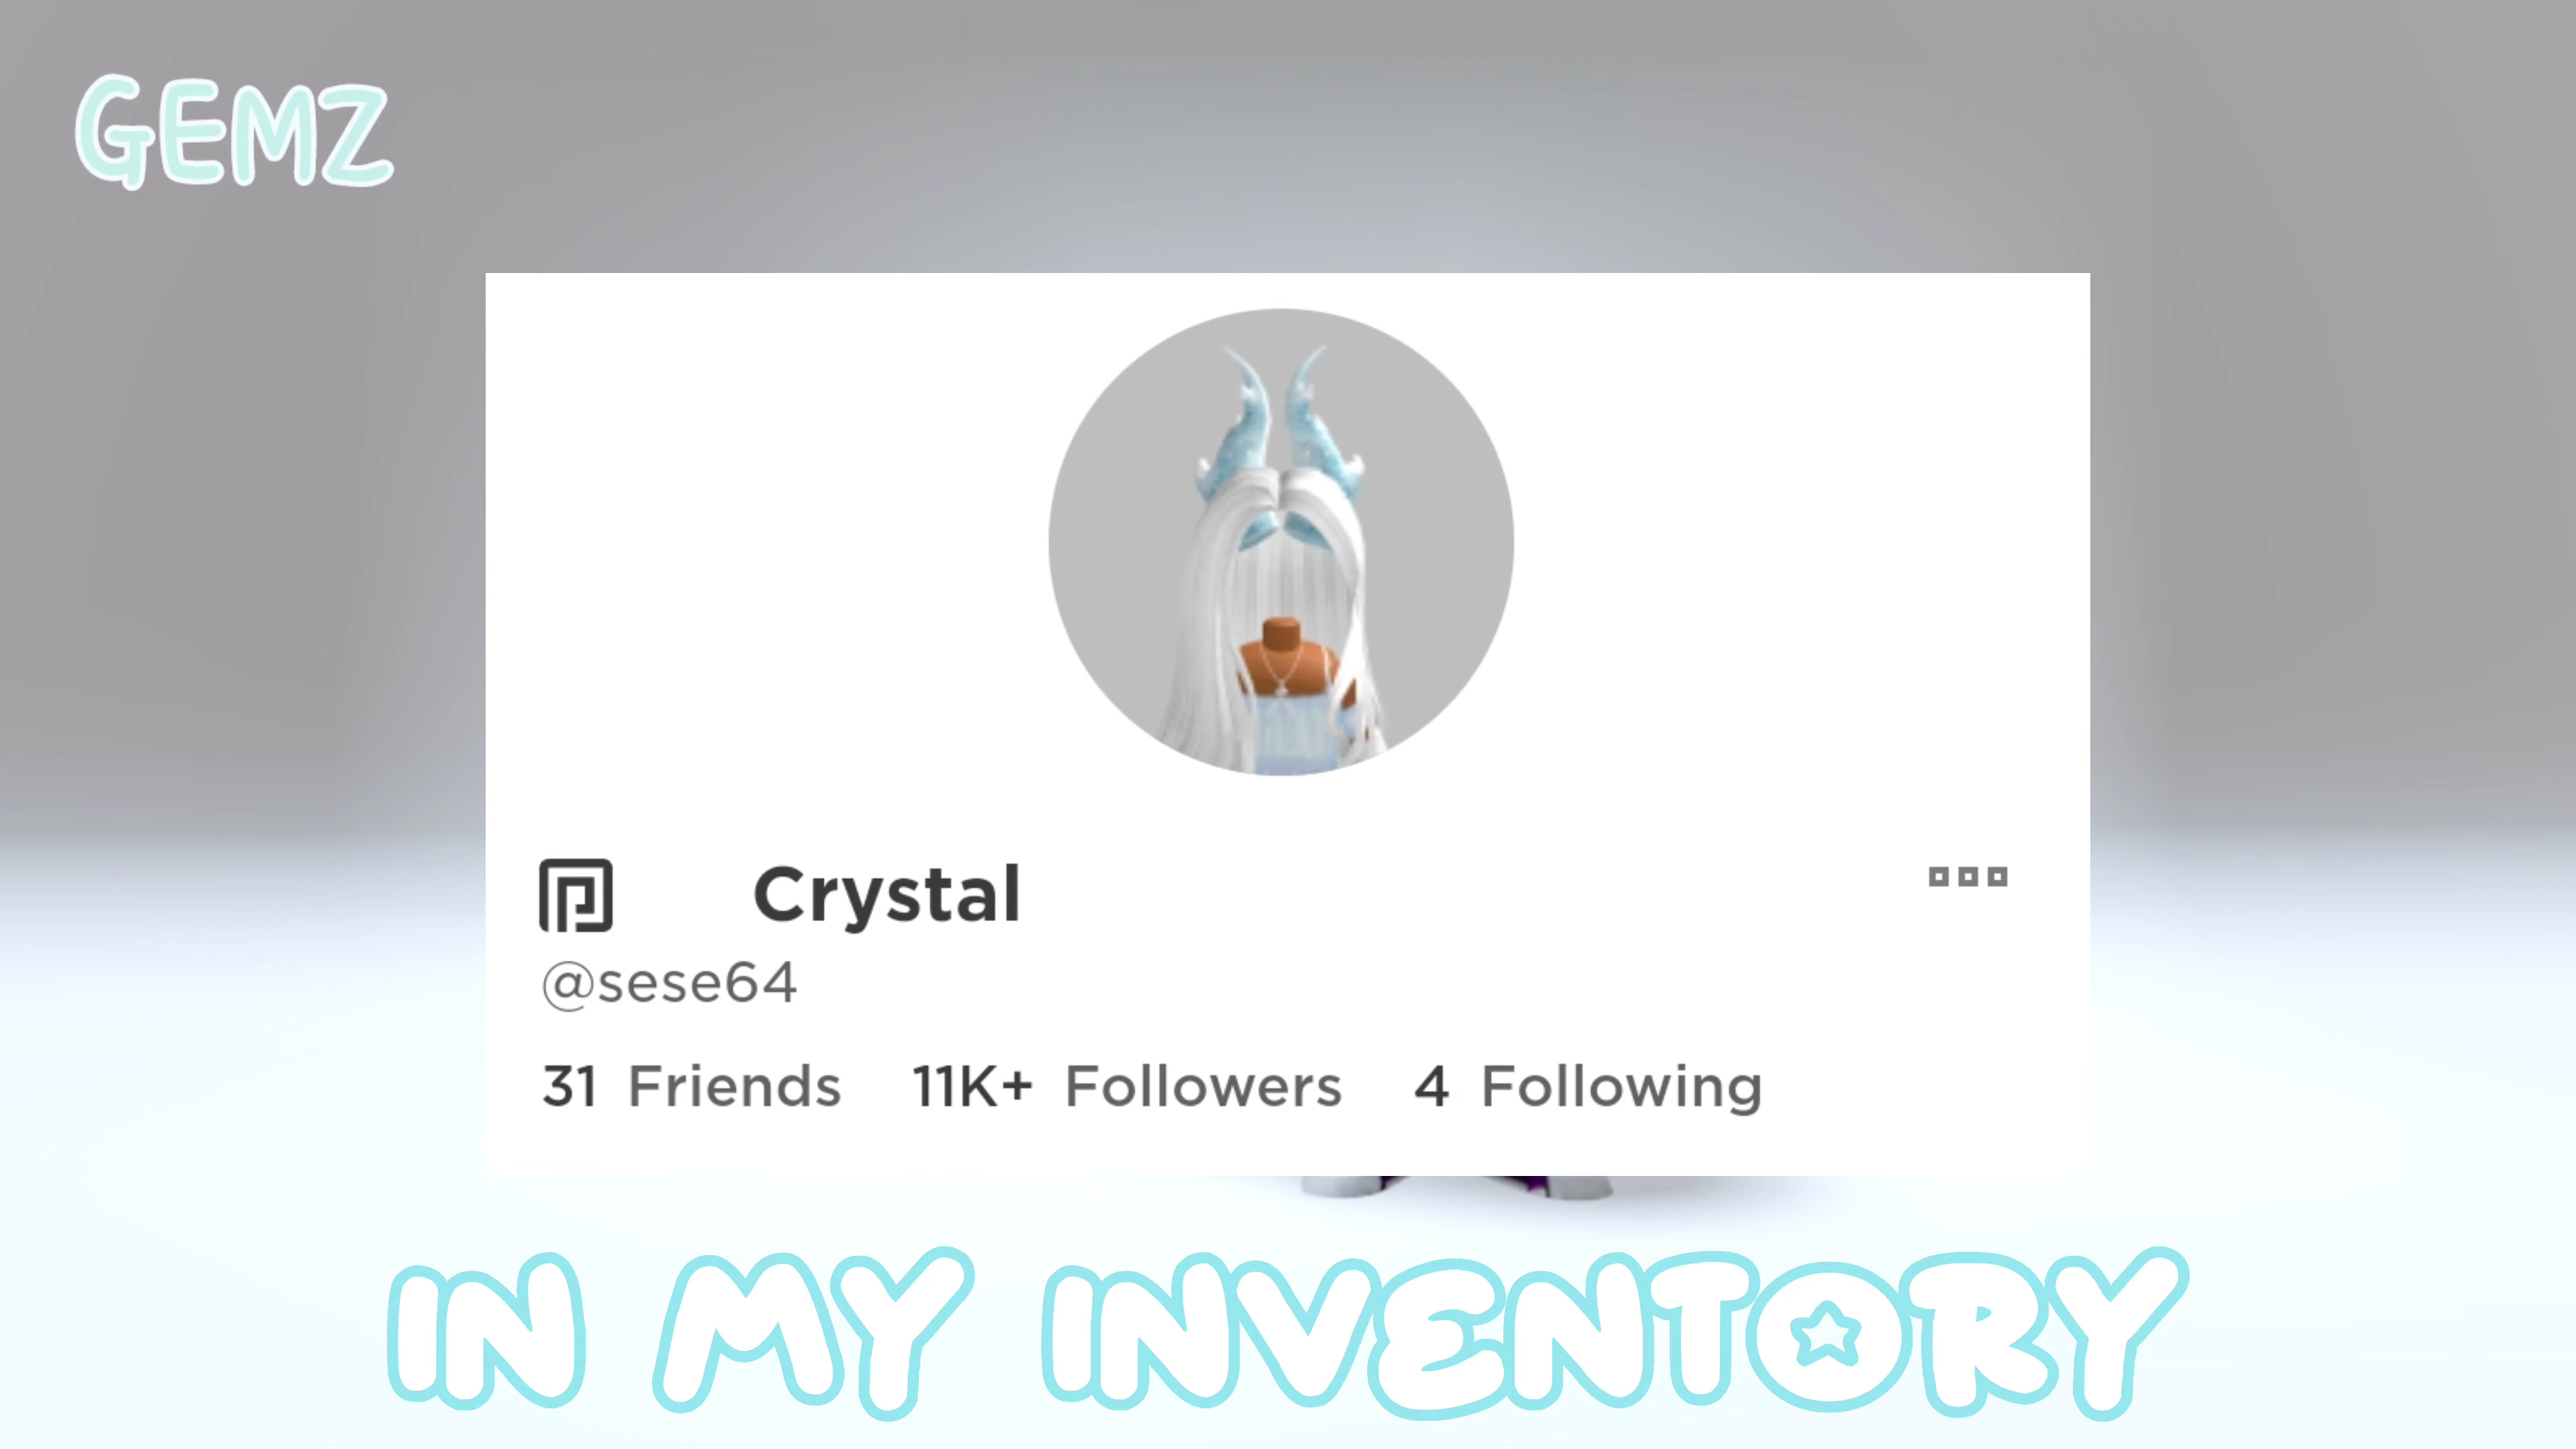 GEMZ
Crystal
@sese64
31 Friends 11K+ Followers 4 Following
IN MY INVENTORY